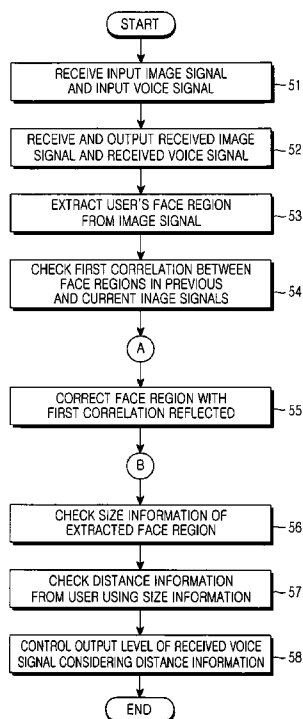 START
RECEIVE INPUT IMAGE SIGNAL
AND INPUT VOICE SIGNAL
51
RECEIVE AND OUTPUT RECEIVED IMAGE
SIGNAL AND RECEIVED VOICE SIGNAL
52
EXTRACT USER'S FACE REGION
FROM IMAGE SIGNAL
53
CHECK FIRST CORRELATION BETWEEN
FACE REGIONS IN PREVIOUS
AND CURRENT IMAGE SIGNALS
54
A
CORRECT FACE REGION WITH
FIRST CORRELATION REFLECTED
55
B
CHECK SIZE INFORMATION OF
EXTRACTED FACE REGION
56
CHECK DISTANCE INFORMATION
FROM USER USING SIZE INFORMATION
57
CONTROL OUTPUT LEVEL OF RECEIVED VOICE
SIGNAL CONSIDERING DISTANCE INFORMATION
58
END